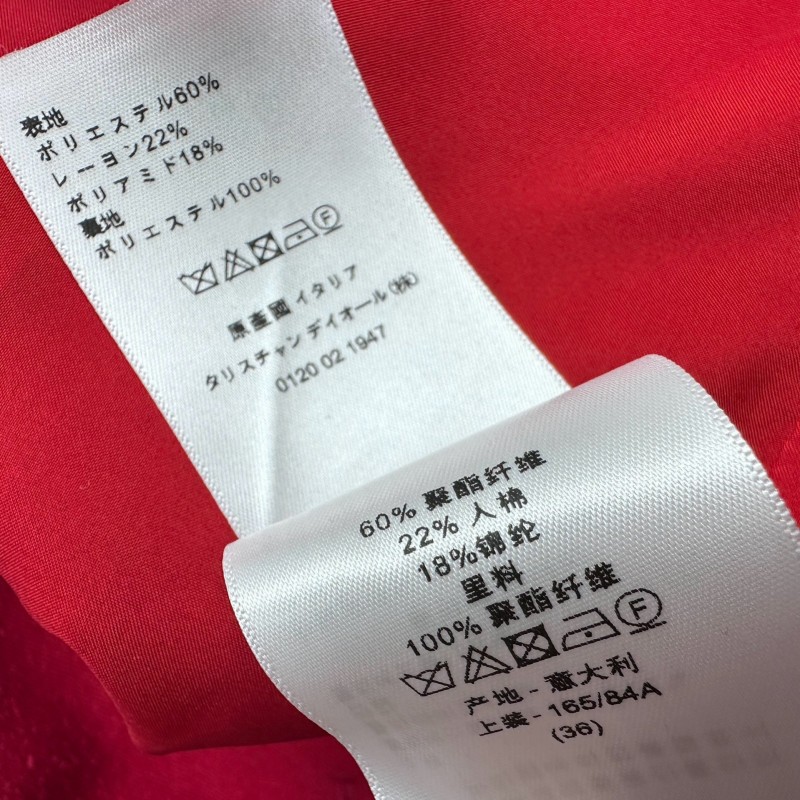 表地
ポリエステル60%
レーヨン22%
ポリアミド18%
裏地
ポリエステル100%
F
原產國 イタリア
タリスチャン デイオール(株)
0120 02 1947
60% 聚酯纤维
22% 人棉
18%锦纶
里料
100% 聚酯纤维
F
产地 - 意大利
上装 - 165/84A
(36)